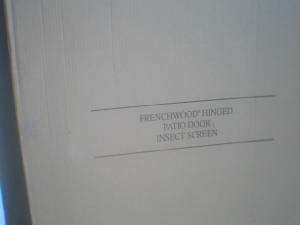 FRENCHWOOD® HINGED
PATIO DOOR
INSECT SCREEN